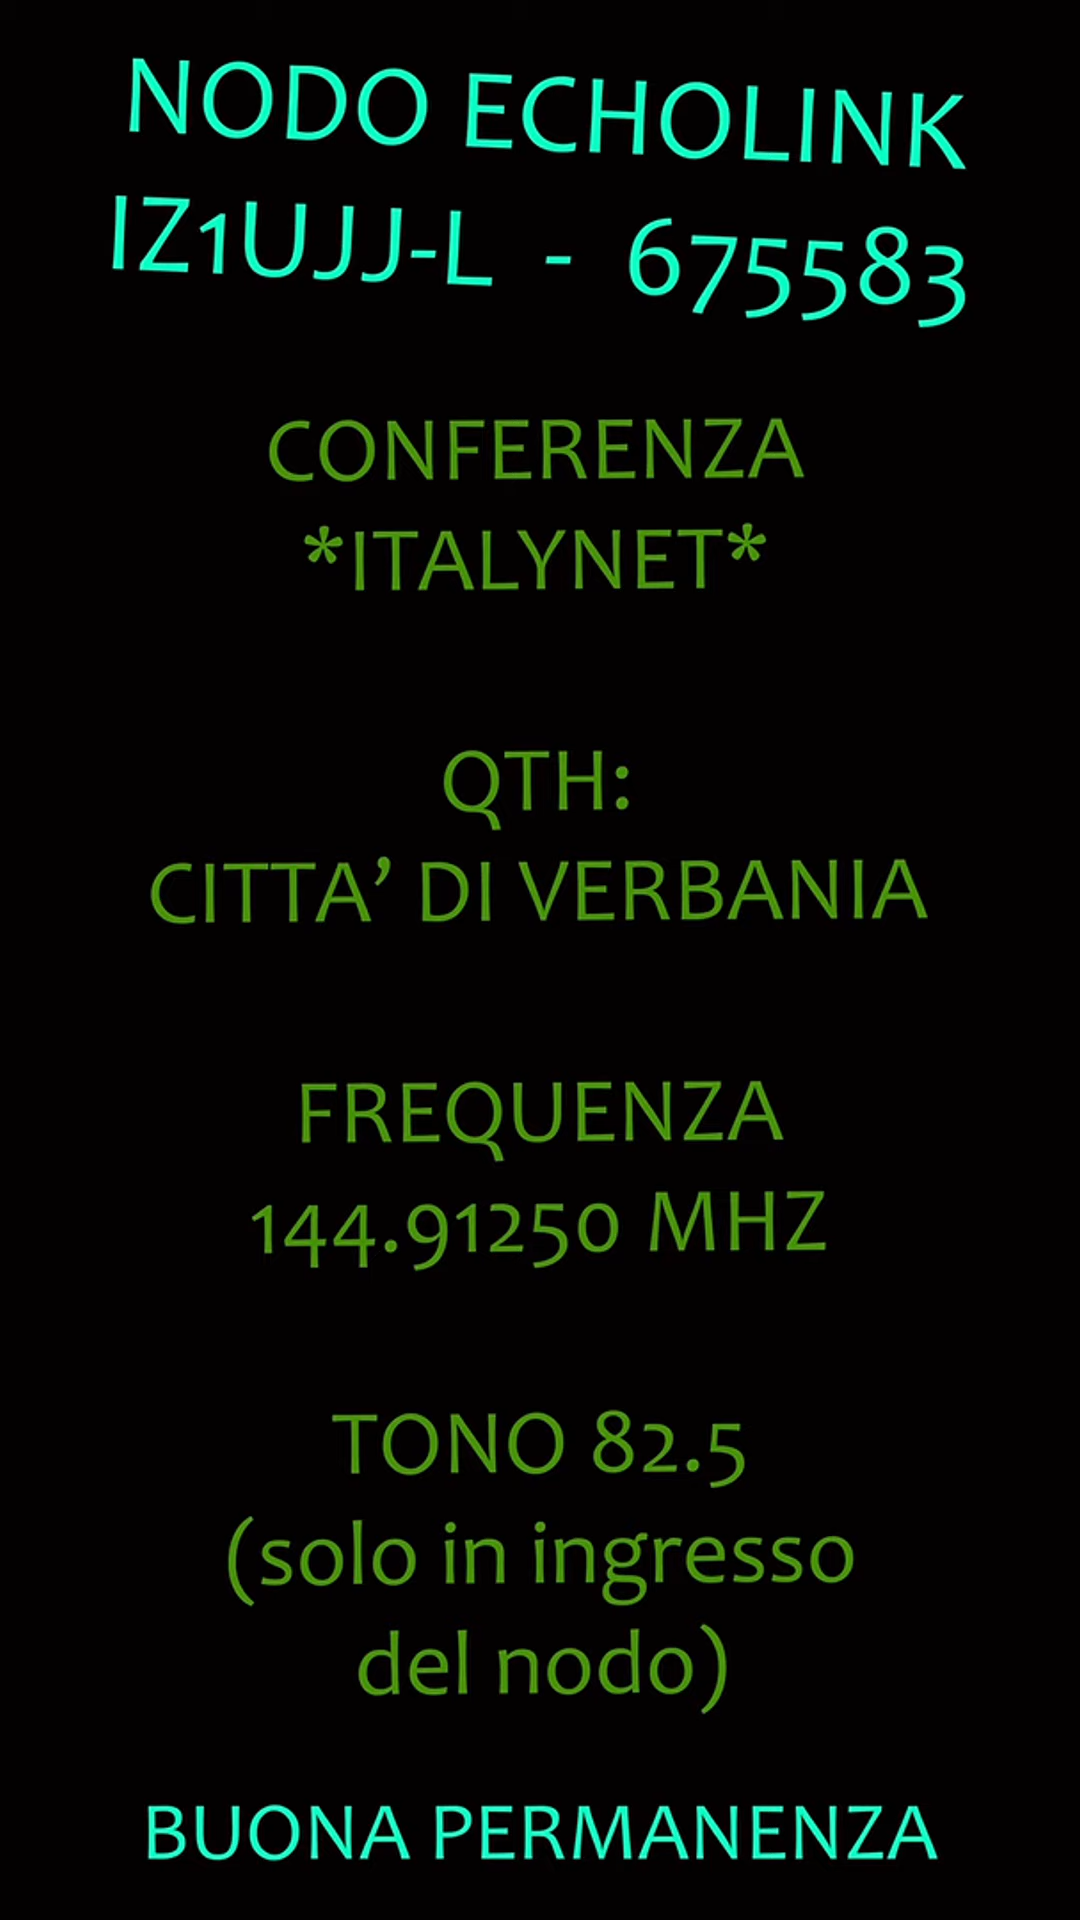 NODO ECHOLINK
IZ1UJJ-L - 675583
CONFERENZA
*ITALYNET*
QTH:
CITTA’ DI VERBANIA
FREQUENZA
144.91250 MHZ
TONO 82.5
(solo in ingresso
del nodo)
BUONA PERMANENZA